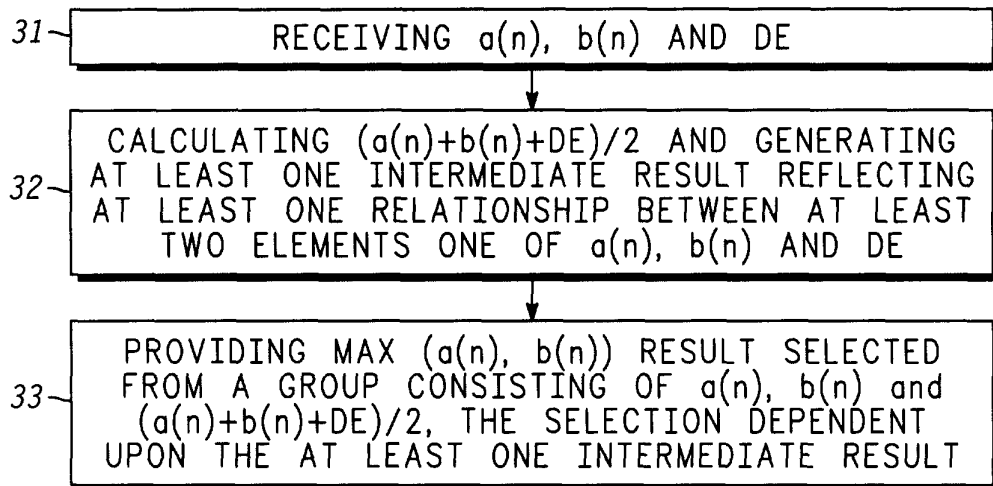 31 RECEIVING a(n), b(n) AND DE
CALCULATING (a(n)+b(n)+DE)/2 AND GENERATING
AT LEAST ONE INTERMEDIATE RESULT REFLECTING
32 AT LEAST ONE RELATIONSHIP BETWEEN AT LEAST
TWO ELEMENTS ONE OF a(n), b(n) AND DE
PROVIDING MAX (a(n), b(n)) RESULT SELECTED
FROM A GROUP CONSISTING OF a(n), b(n) and
33 (a(n)+b(n)+DE)/2, THE SELECTION DEPENDENT
UPON THE AT LEAST ONE INTERMEDIATE RESULT